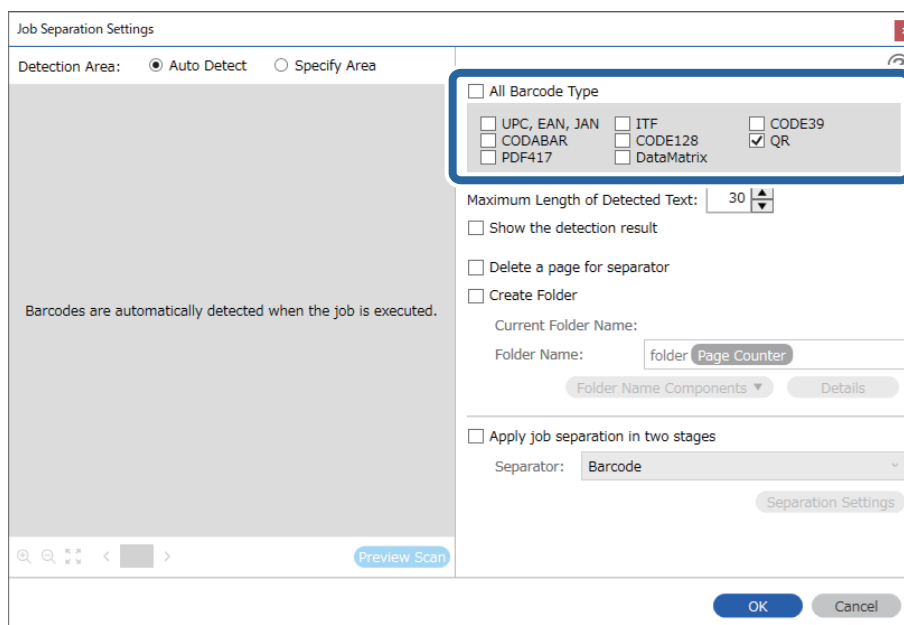 Job Separation Settings
Detection Area: Auto Detect Specify Area
All Barcode Type
UPC, EAN, JAN ITF CODE39
CODABAR CODE128 QR
PDF417 DataMatrix
Maximum Length of Detected Text: 30
Show the detection result
Delete a page for separator
Create Folder
Barcodes are automatically detected when the job is executed.
Current Folder Name:
Folder Name: folder Page Counter
Folder Name Components Details
Apply job separation in two stages
Separator: Barcode
Separation Settings
Preview Scan
OK Cancel